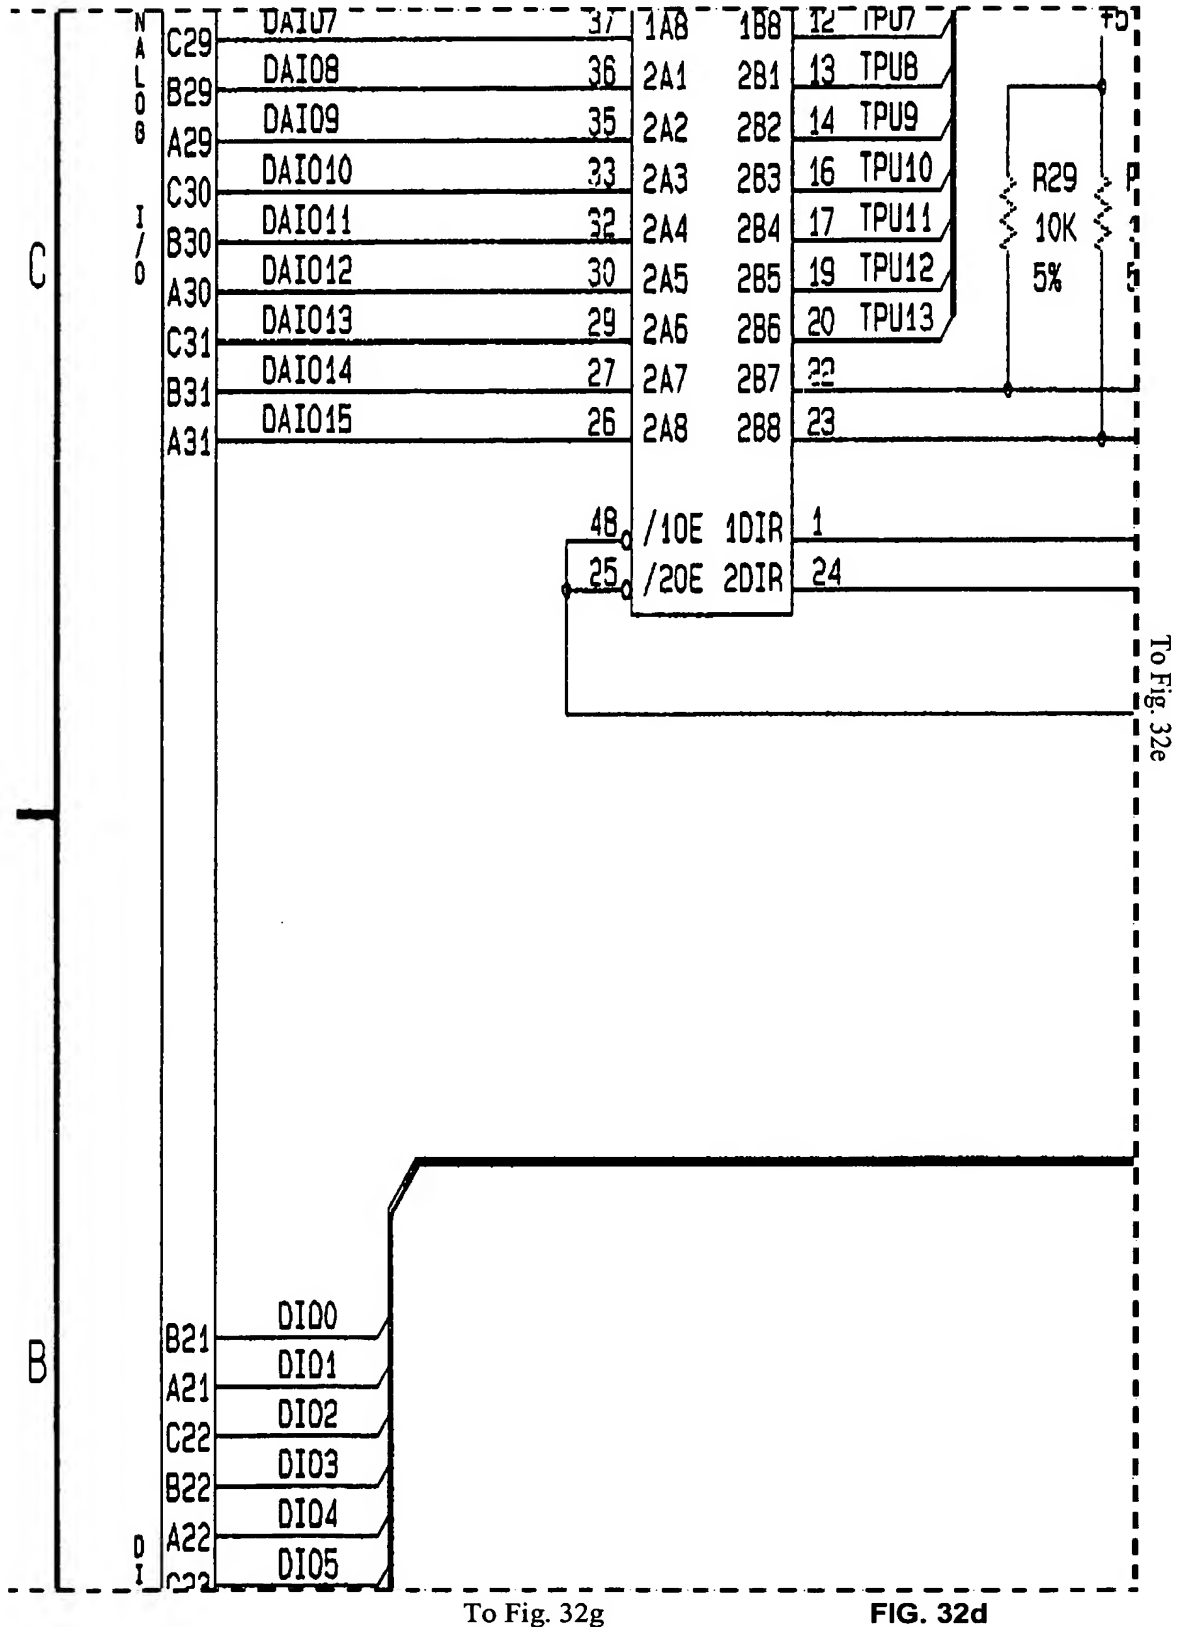 NALOG I/O
C
C29 DAIO7 37 1A8 1B8 12 TPU7
B29 DAIO8 36 2A1 2B1 13 TPU8
A29 DAIO9 35 2A2 2B2 14 TPU9
C30 DAIO10 33 2A3 2B3 16 TPU10
B30 DAIO11 32 2A4 2B4 17 TPU11
A30 DAIO12 30 2A5 2B5 19 TPU12
C31 DAIO13 29 2A6 2B6 20 TPU13
B31 DAIO14 27 2A7 2B7 22
A31 DAIO15 26 2A8 2B8 23
R29
10K
5%
48 /1OE 1DIR 1
25 /2OE 2DIR 24
To Fig. 32e
B
B21 DIO0
A21 DIO1
C22 DIO2
B22 DIO3
A22 DIO4
DIO5
DI
To Fig. 32g
FIG. 32d